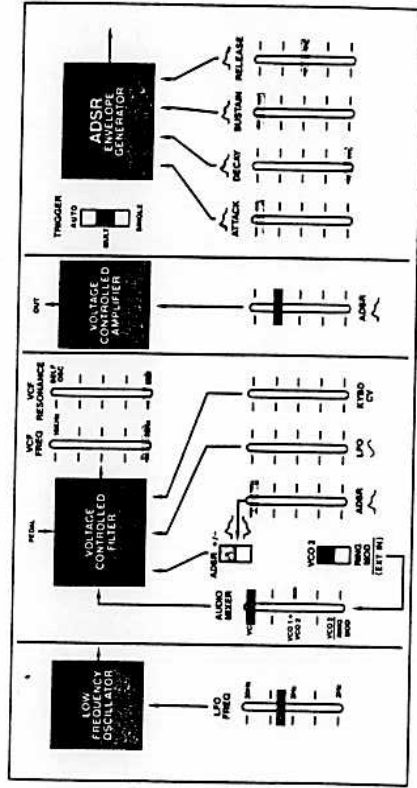 LOW
FREQUENCY
OSCILLATOR
LFO
FREQ
PEDAL
VOLTAGE
CONTROLLED
FILTER
VCF
FREQ
VCF
RESONANCE
SELF
OSC
AUDIO
MIXER
VCO 1 +
VCO 2
VCO 2
RING
MOD
ADSR +/-
VCO 2
RING
MOD
(EXT IN)
ADSR
LFO
KYBD
CV
OUT
VOLTAGE
CONTROLLED
AMPLIFIER
ADSR
TRIGGER
AUTO
MULT
SINGLE
ADSR
ENVELOPE
GENERATOR
ATTACK
DECAY
SUSTAIN
RELEASE